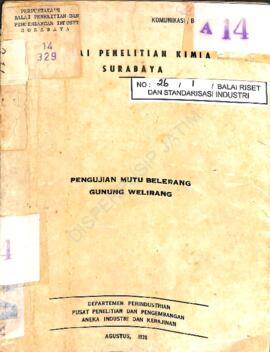 PERPUSTAKAAN
BALAI PENELITIAN DAN
PENGEMBANGAN INDUSTRI
SURABAYA
KOMUNIKASI, B
A 14
14
329
AI PENELITIAN KIMIA
SURABAYA
NO: 26 / 1 / BALAI RISET
DAN STANDARISASI INDUSTRI
PENGUJIAN MUTU BELERANG
GUNUNG WELIRANG
DEPARTEMEN PERINDUSTRIAN
PUSAT PENELITIAN DAN PENGEMBANGAN
ANEKA INDUSTRI DAN KERAJINAN
AGUSTUS,